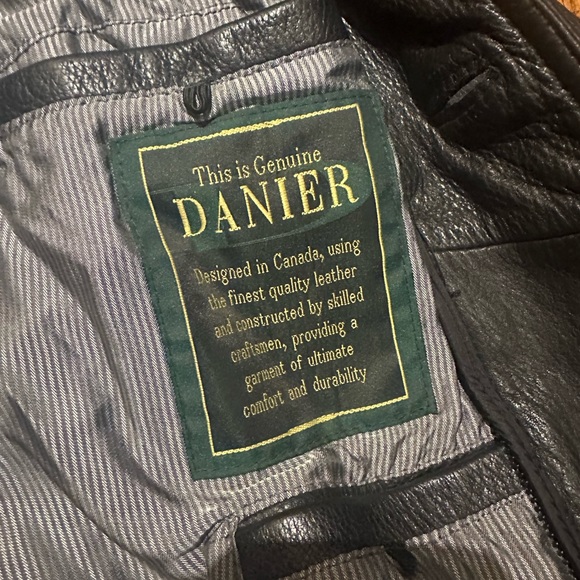 This is Genuine
DANIER
Designed in Canada, using
the finest quality leather
and constructed by skilled
craftsmen, providing a
garment of ultimate
comfort and durability